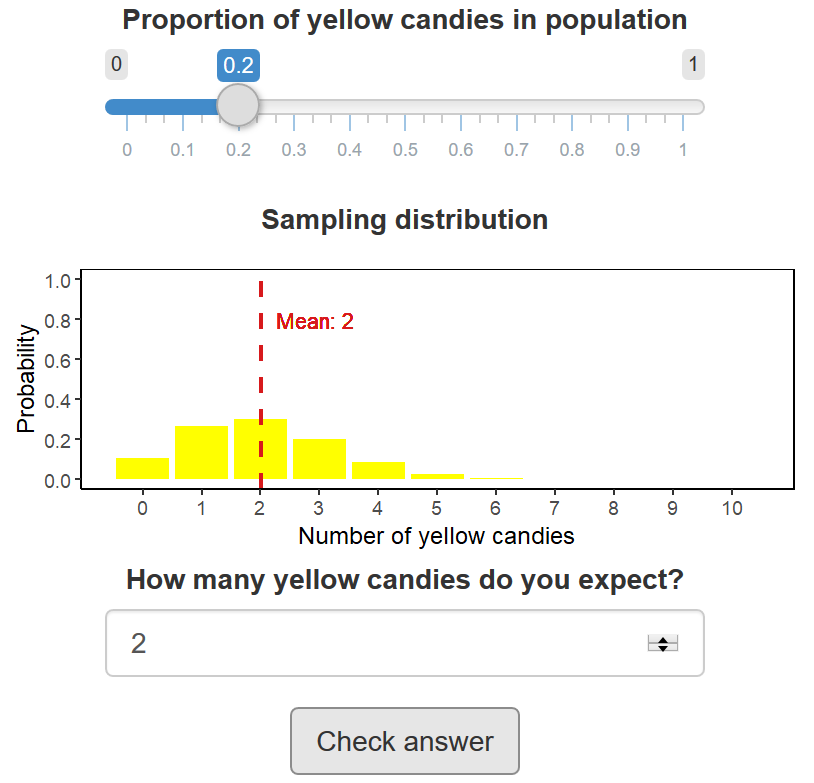 Proportion of yellow candies in population
0 0.2 1
0 0.1 0.2 0.3 0.4 0.5 0.6 0.7 0.8 0.9 1
Sampling distribution
1.0
Mean: 2
0.8
0.6
0.4
0.2
0.0
Probability
0 1 2 3 4 5 6 7 8 9 10
Number of yellow candies
How many yellow candies do you expect?
2
Check answer